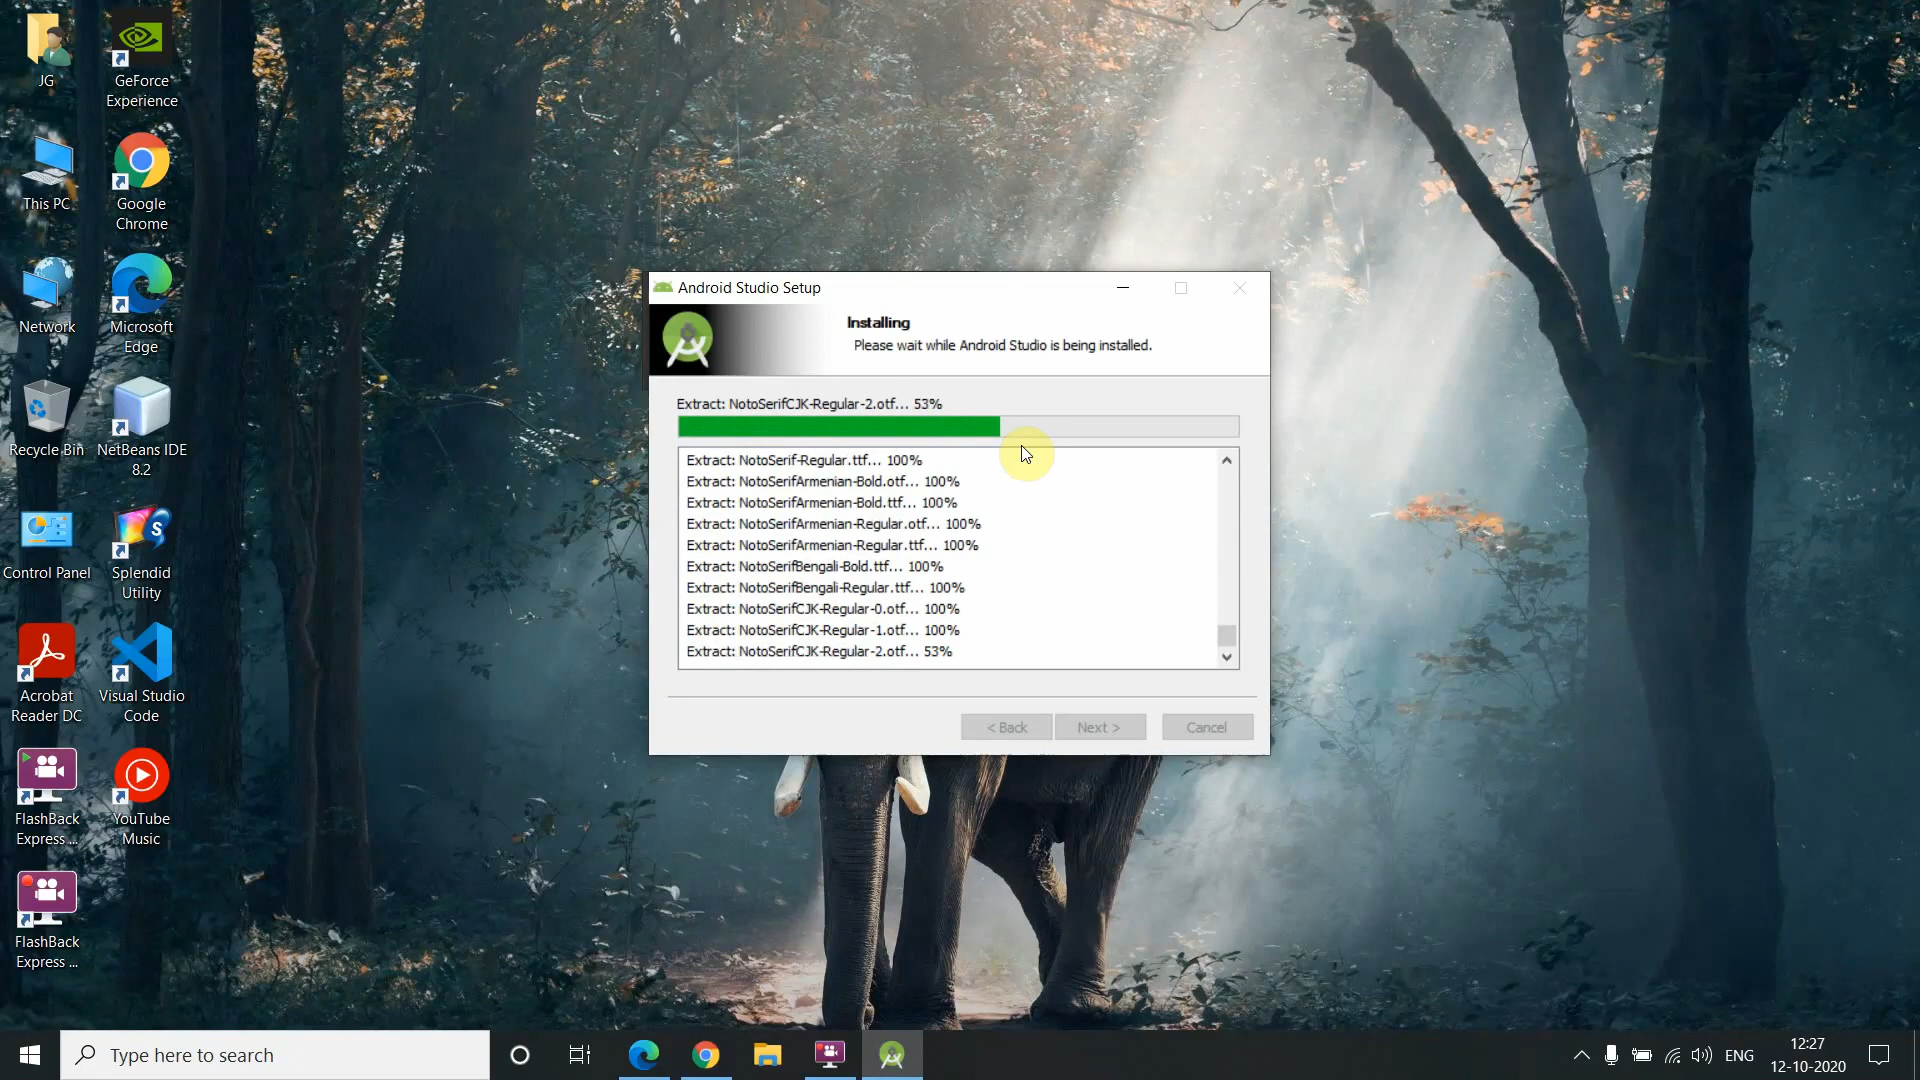 JG
GeForce
Experience
This PC
Google
Chrome
Network
Microsoft
Edge
Recycle Bin
NetBeans IDE
8.2
Control Panel
Splendid
Utility
Acrobat
Reader DC
Visual Studio
Code
FlashBack
Express ...
YouTube
Music
FlashBack
Express ...
Android Studio Setup
Installing
Please wait while Android Studio is being installed.
Extract: NotoSerifCJK-Regular-2.otf... 53%
Extract: NotoSerif-Regular.ttf... 100%
Extract: NotoSerifArmenian-Bold.otf... 100%
Extract: NotoSerifArmenian-Bold.ttf... 100%
Extract: NotoSerifArmenian-Regular.otf... 100%
Extract: NotoSerifArmenian-Regular.ttf... 100%
Extract: NotoSerifBengali-Bold.ttf... 100%
Extract: NotoSerifBengali-Regular.ttf... 100%
Extract: NotoSerifCJK-Regular-0.otf... 100%
Extract: NotoSerifCJK-Regular-1.otf... 100%
Extract: NotoSerifCJK-Regular-2.otf... 53%
< Back
Next >
Cancel
Type here to search
ENG
12:27
12-10-2020